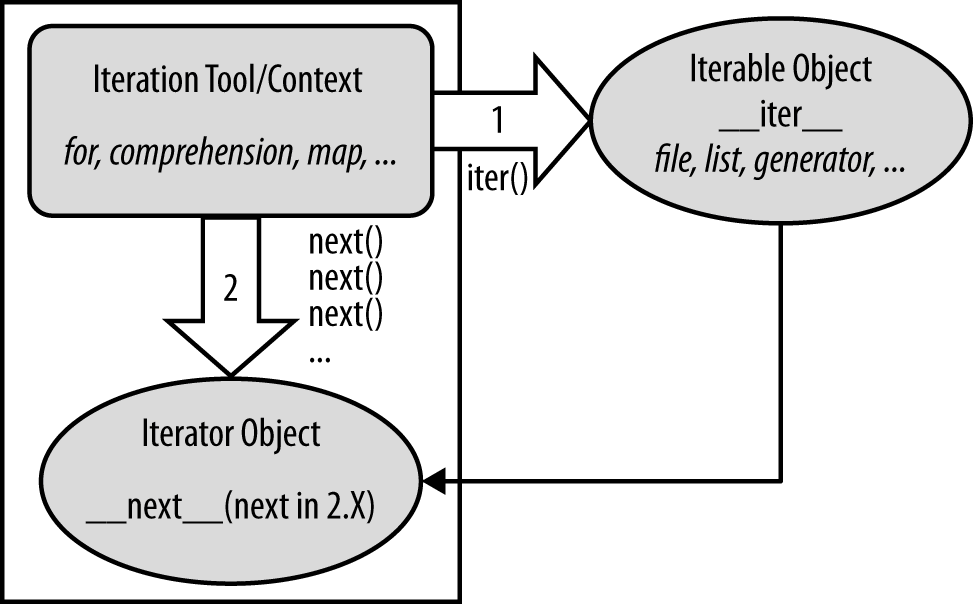 Iteration Tool/Context
for, comprehension, map, ...
1
iter()
Iterable Object
__iter__
file, list, generator, ...
2
next()
next()
next()
...
Iterator Object
__next__(next in 2.X)